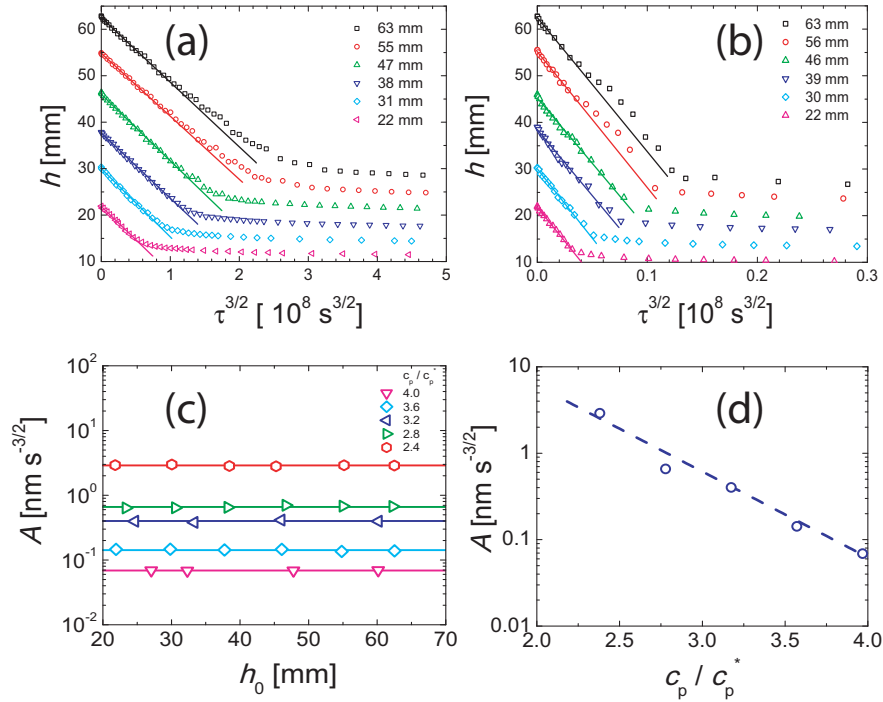 (a)
60
50
40
30
20
10
h [mm]
63 mm
55 mm
47 mm
38 mm
31 mm
22 mm
0 1 2 3 4 5
τ^3/2 [ 10^8 s^3/2]
(b)
60
50
40
30
20
10
h [mm]
63 mm
56 mm
46 mm
39 mm
30 mm
22 mm
0.0 0.1 0.2 0.3
τ^3/2 [10^8 s^3/2]
(c)
10^2
10^1
10^0
10^-1
10^-2
A [nm s^-3/2]
c_p / c_p^*
4.0
3.6
3.2
2.8
2.4
20 30 40 50 60 70
h_0 [mm]
(d)
10
1
0.1
0.01
A [nm s^-3/2]
2.0 2.5 3.0 3.5 4.0
c_p / c_p^*